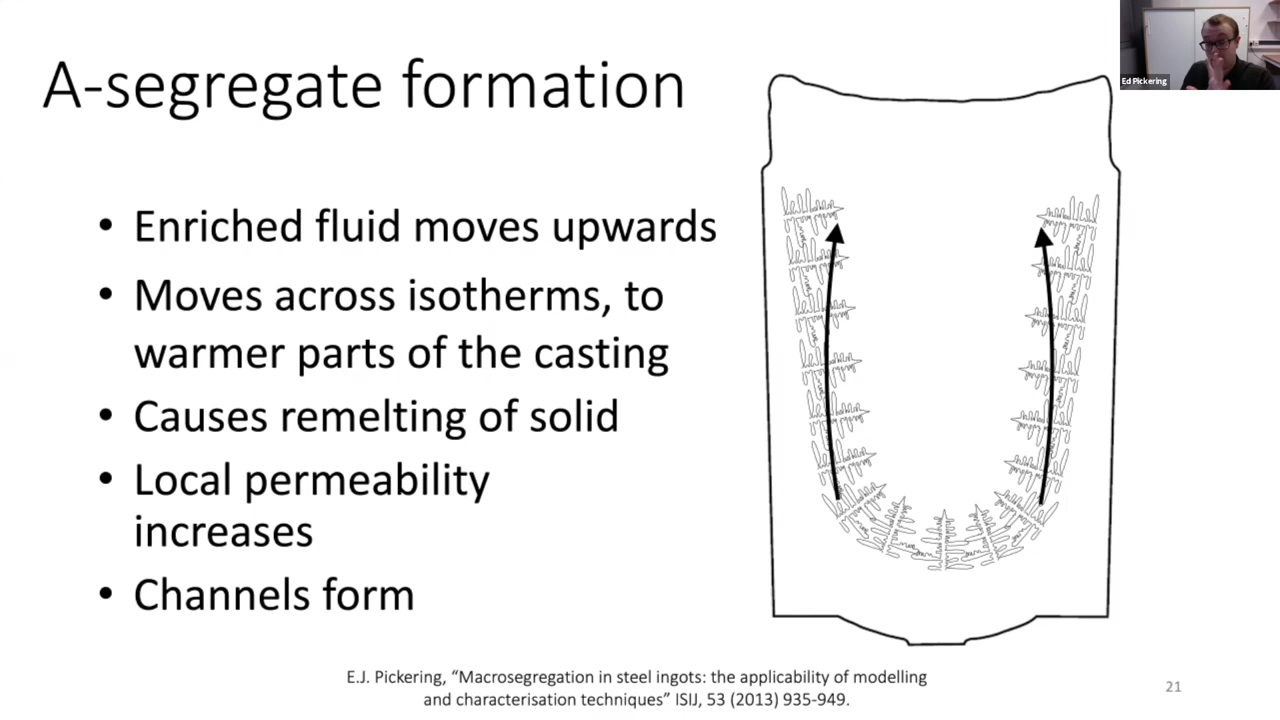 Ed Pickering
A-segregate formation
• Enriched fluid moves upwards
• Moves across isotherms, to
warmer parts of the casting
• Causes remelting of solid
• Local permeability
increases
• Channels form
E.J. Pickering, “Macrosegregation in steel ingots: the applicability of modelling
and characterisation techniques” ISIJ, 53 (2013) 935-949.
21